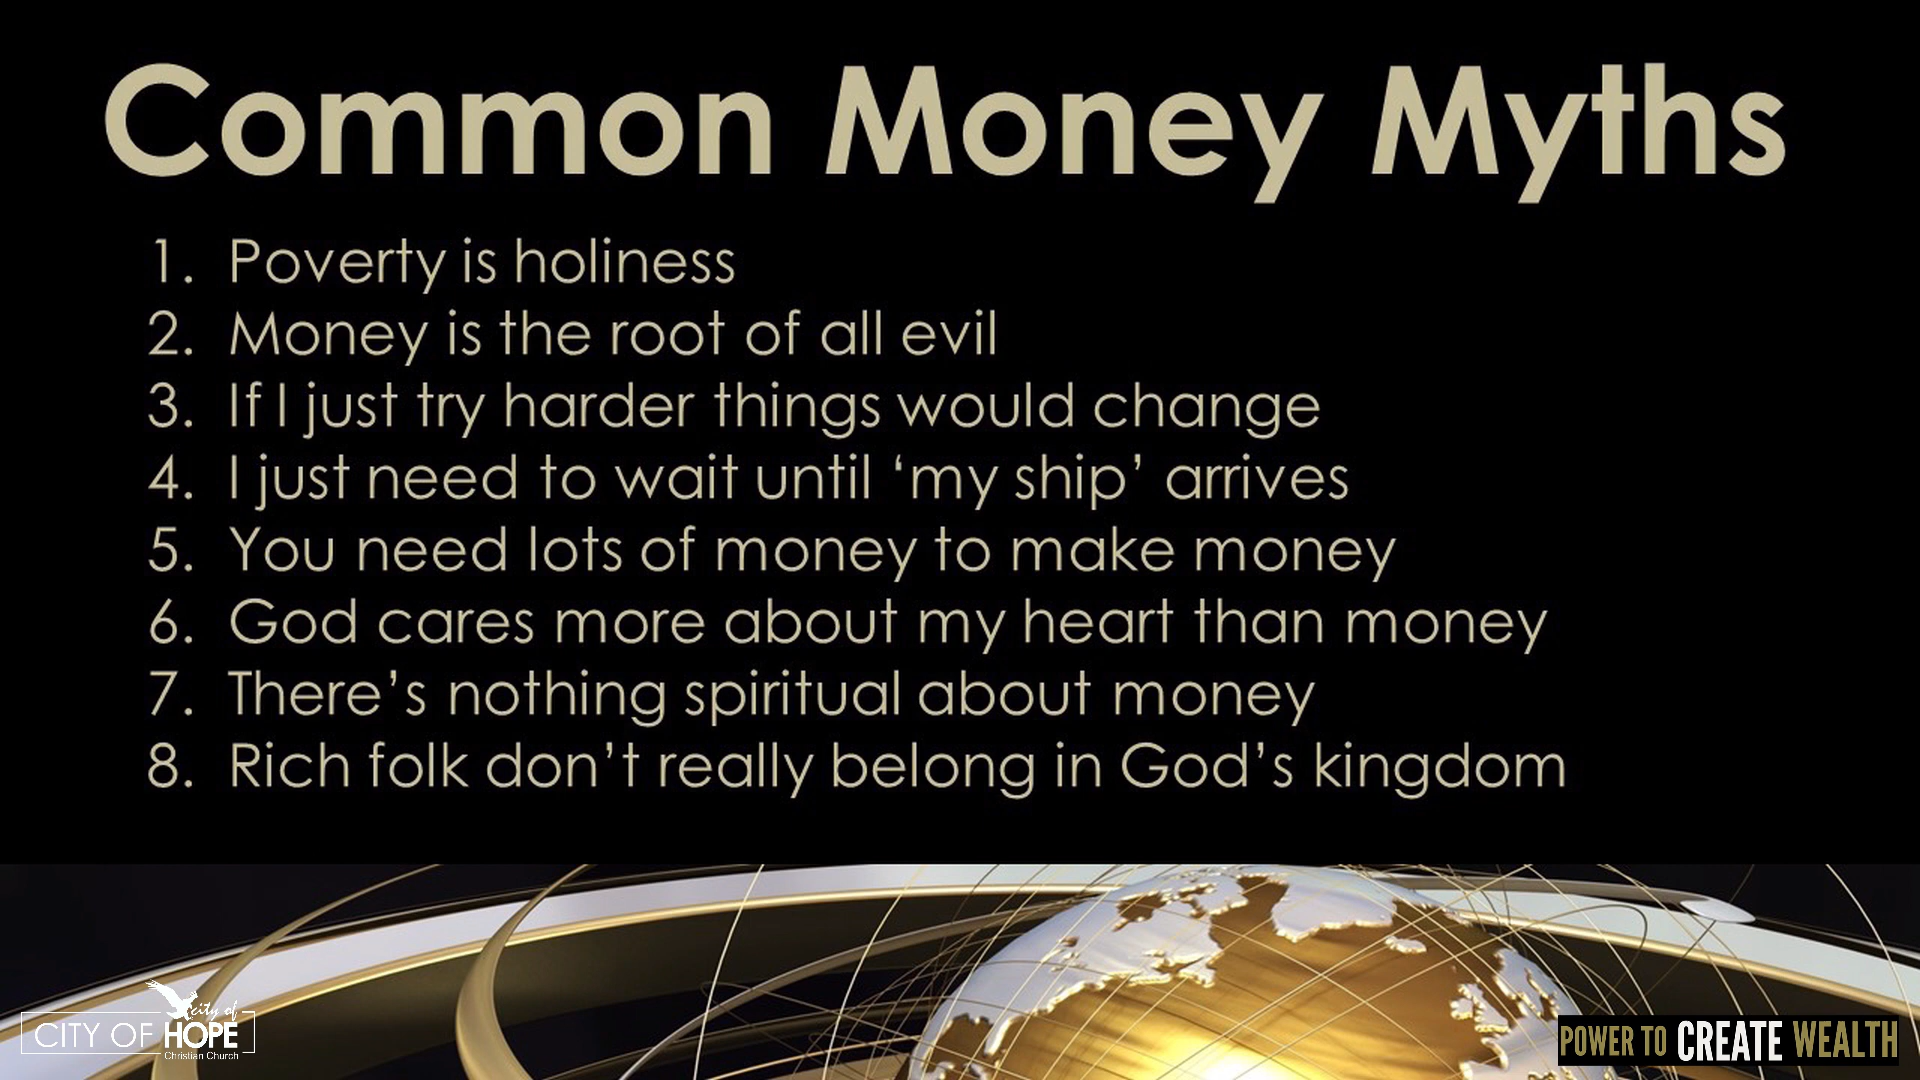 Common Money Myths
1. Poverty is holiness
2. Money is the root of all evil
3. If I just try harder things would change
4. I just need to wait until ‘my ship’ arrives
5. You need lots of money to make money
6. God cares more about my heart than money
7. There’s nothing spiritual about money
8. Rich folk don’t really belong in God’s kingdom
city of
CITY OF HOPE
Christian Church
POWER TO CREATE WEALTH